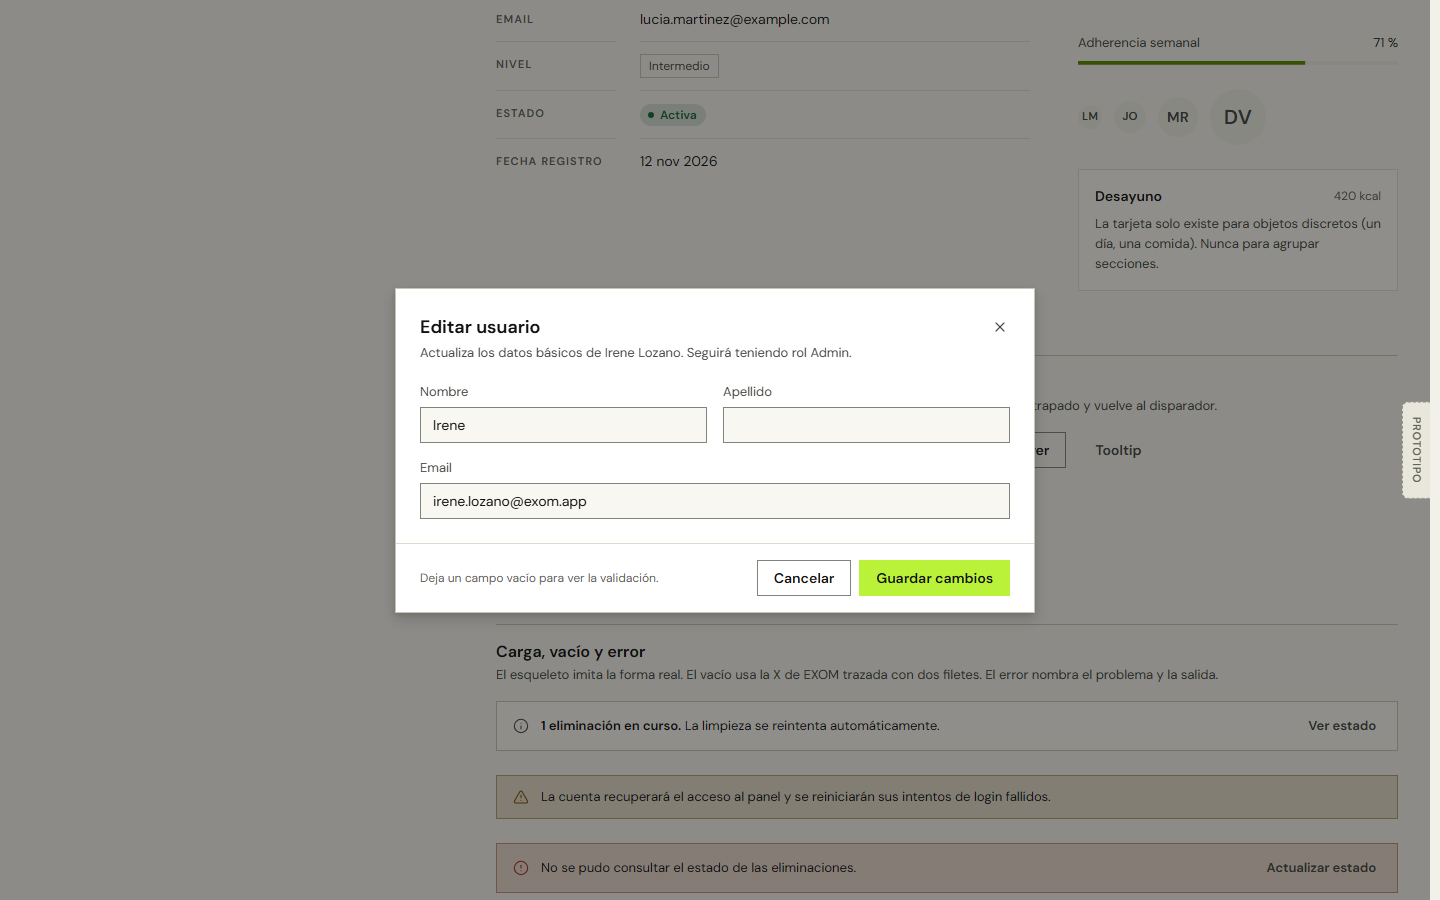 EMAIL
lucia.martinez@example.com
NIVEL
Intermedio
ESTADO
Activa
FECHA REGISTRO
12 nov 2026
Adherencia semanal
71 %
LM
JO
MR
DV
Desayuno
420 kcal
La tarjeta solo existe para objetos discretos (un
día, una comida). Nunca para agrupar
secciones.
Editar usuario
Actualiza los datos básicos de Irene Lozano. Seguirá teniendo rol Admin.
Nombre
Apellido
Irene
Email
irene.lozano@exom.app
Deja un campo vacío para ver la validación.
Cancelar
Guardar cambios
trapado y vuelve al disparador.
Tooltip
PROTOTIPO
Carga, vacío y error
El esqueleto imita la forma real. El vacío usa la X de EXOM trazada con dos filetes. El error nombra el problema y la salida.
1 eliminación en curso. La limpieza se reintenta automáticamente.
Ver estado
La cuenta recuperará el acceso al panel y se reiniciarán sus intentos de login fallidos.
No se pudo consultar el estado de las eliminaciones.
Actualizar estado